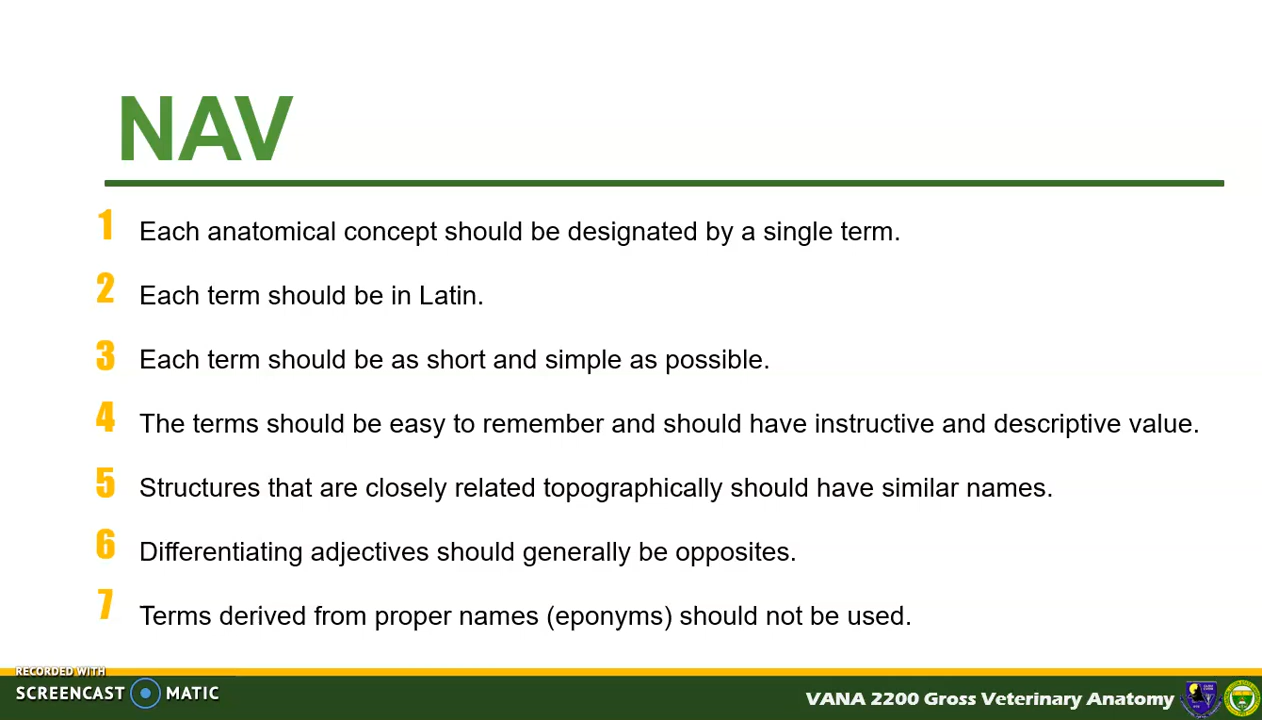 NAV
1 Each anatomical concept should be designated by a single term.
2 Each term should be in Latin.
3 Each term should be as short and simple as possible.
4 The terms should be easy to remember and should have instructive and descriptive value.
5 Structures that are closely related topographically should have similar names.
6 Differentiating adjectives should generally be opposites.
7 Terms derived from proper names (eponyms) should not be used.
RECORDED WITH
SCREENCAST MATIC
VANA 2200 Gross Veterinary Anatomy